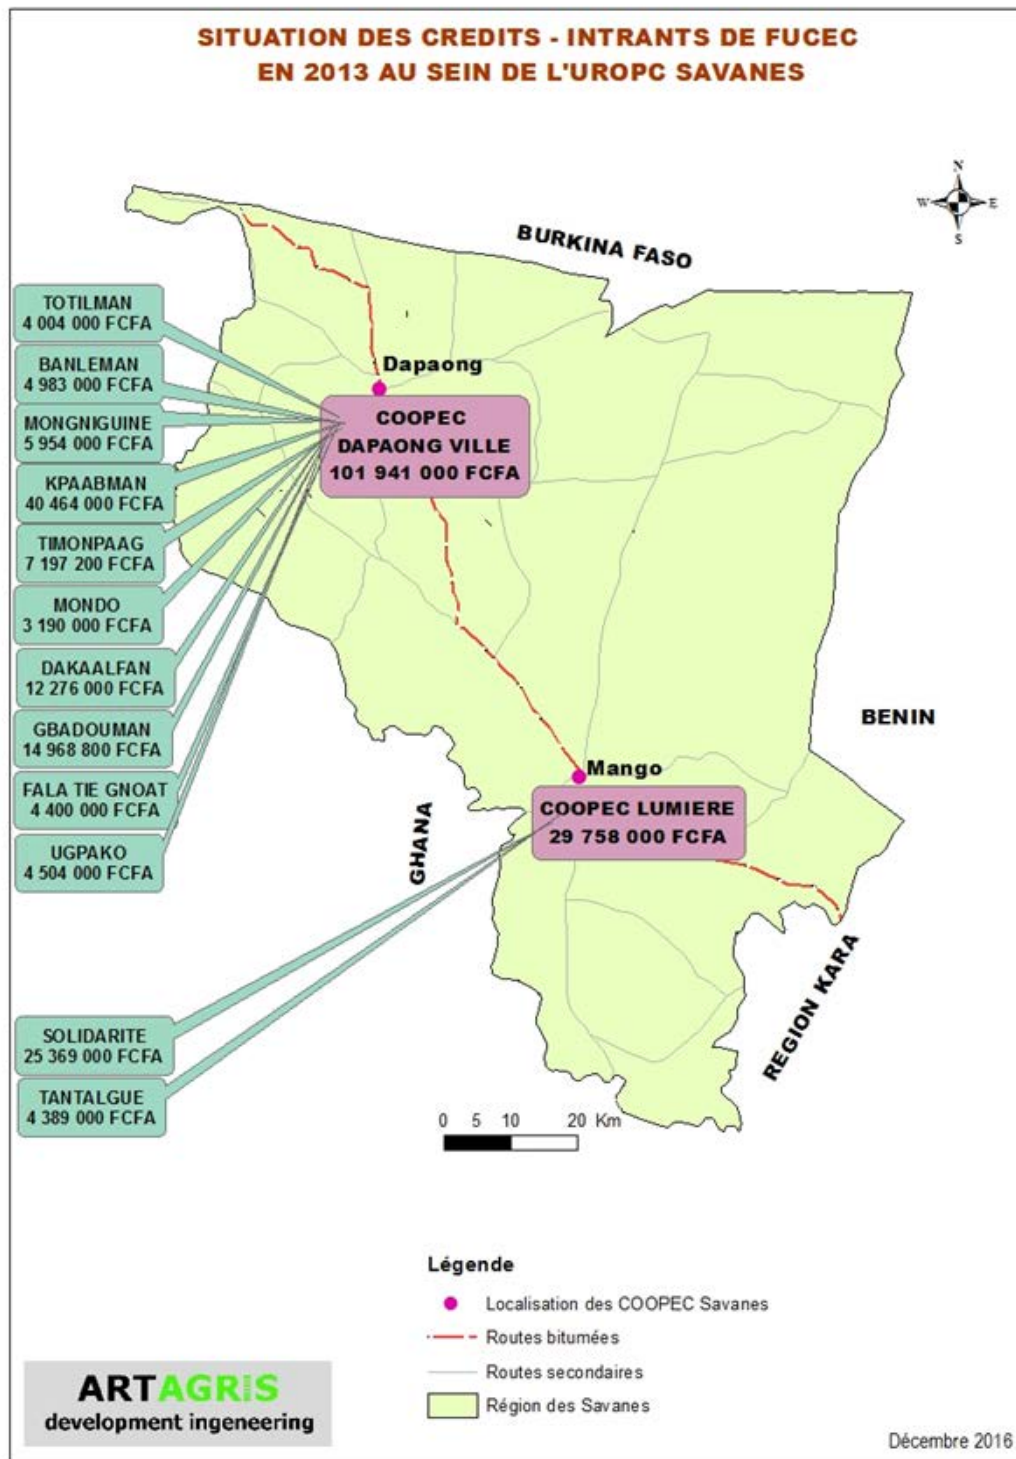 SITUATION DES CREDITS - INTRANTS DE FUCEC
EN 2013 AU SEIN DE L'UROPC SAVANES
N
W E
S
BURKINA FASO
TOTILMAN
4 004 000 FCFA
BANLEMAN
4 983 000 FCFA
MONGNIGUINE
5 954 000 FCFA
KPAABMAN
40 464 000 FCFA
TIMONPAAG
7 197 200 FCFA
MONDO
3 190 000 FCFA
DAKAALFAN
12 276 000 FCFA
GBADOUMAN
14 968 800 FCFA
FALA TIE GNOAT
4 400 000 FCFA
UGPAKO
4 504 000 FCFA
Dapaong
COOPEC
DAPAONG VILLE
101 941 000 FCFA
BENIN
Mango
COOPEC LUMIERE
29 758 000 FCFA
GHANA
REGION KARA
SOLIDARITE
25 369 000 FCFA
TANTALGUE
4 389 000 FCFA
0 5 10 20 Km
Légende
Localisation des COOPEC Savanes
Routes bitumées
Routes secondaires
Région des Savanes
ARTAGRIS
development ingeneering
Décembre 2016